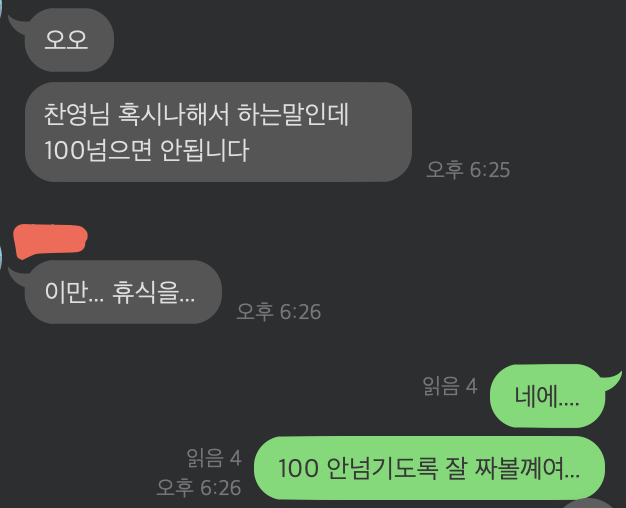 오오
찬영님 혹시나해서 하는말인데
100넘으면 안됩니다
오후 6:25
이만... 휴식을...
오후 6:26
읽음 4
네에....
읽음 4
오후 6:26
100 안넘기도록 잘 짜볼꼐여...